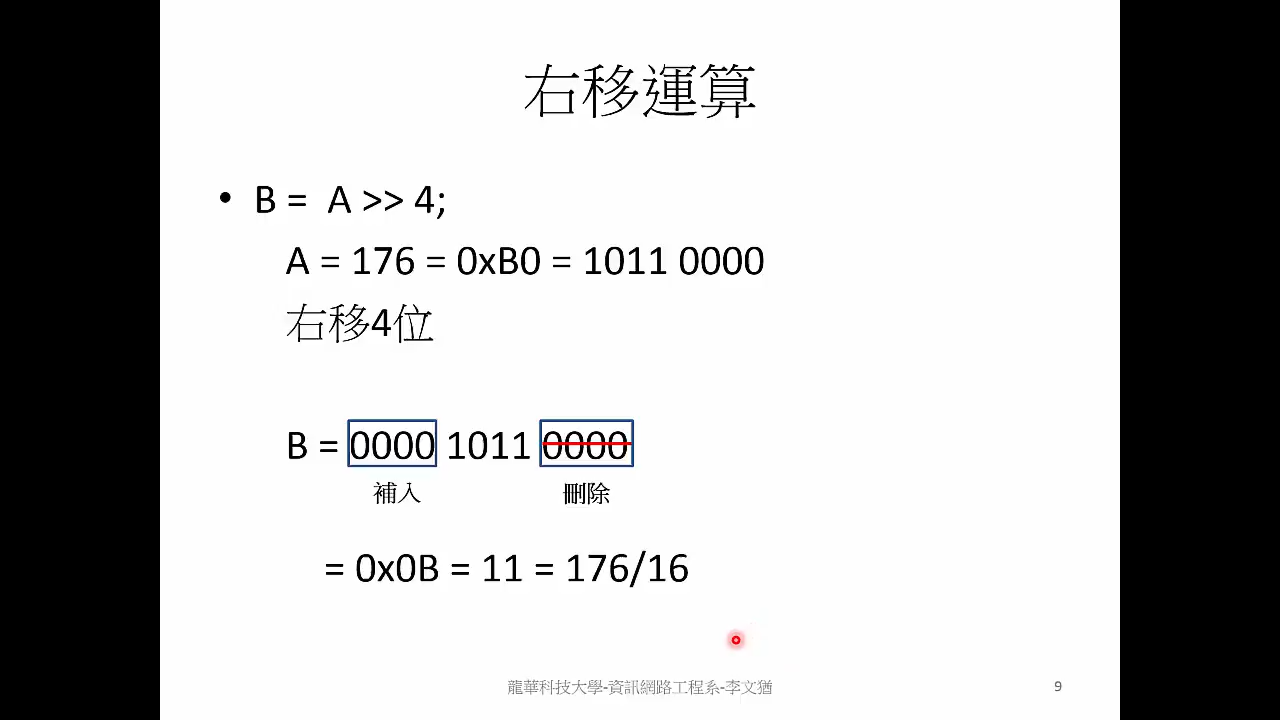 右移運算
• B = A >> 4;
A = 176 = 0xB0 = 1011 0000
右移4位
B = 0000 1011 0000
補入 刪除
= 0x0B = 11 = 176/16
龍華科技大學-資訊網路工程系-李文猶 9